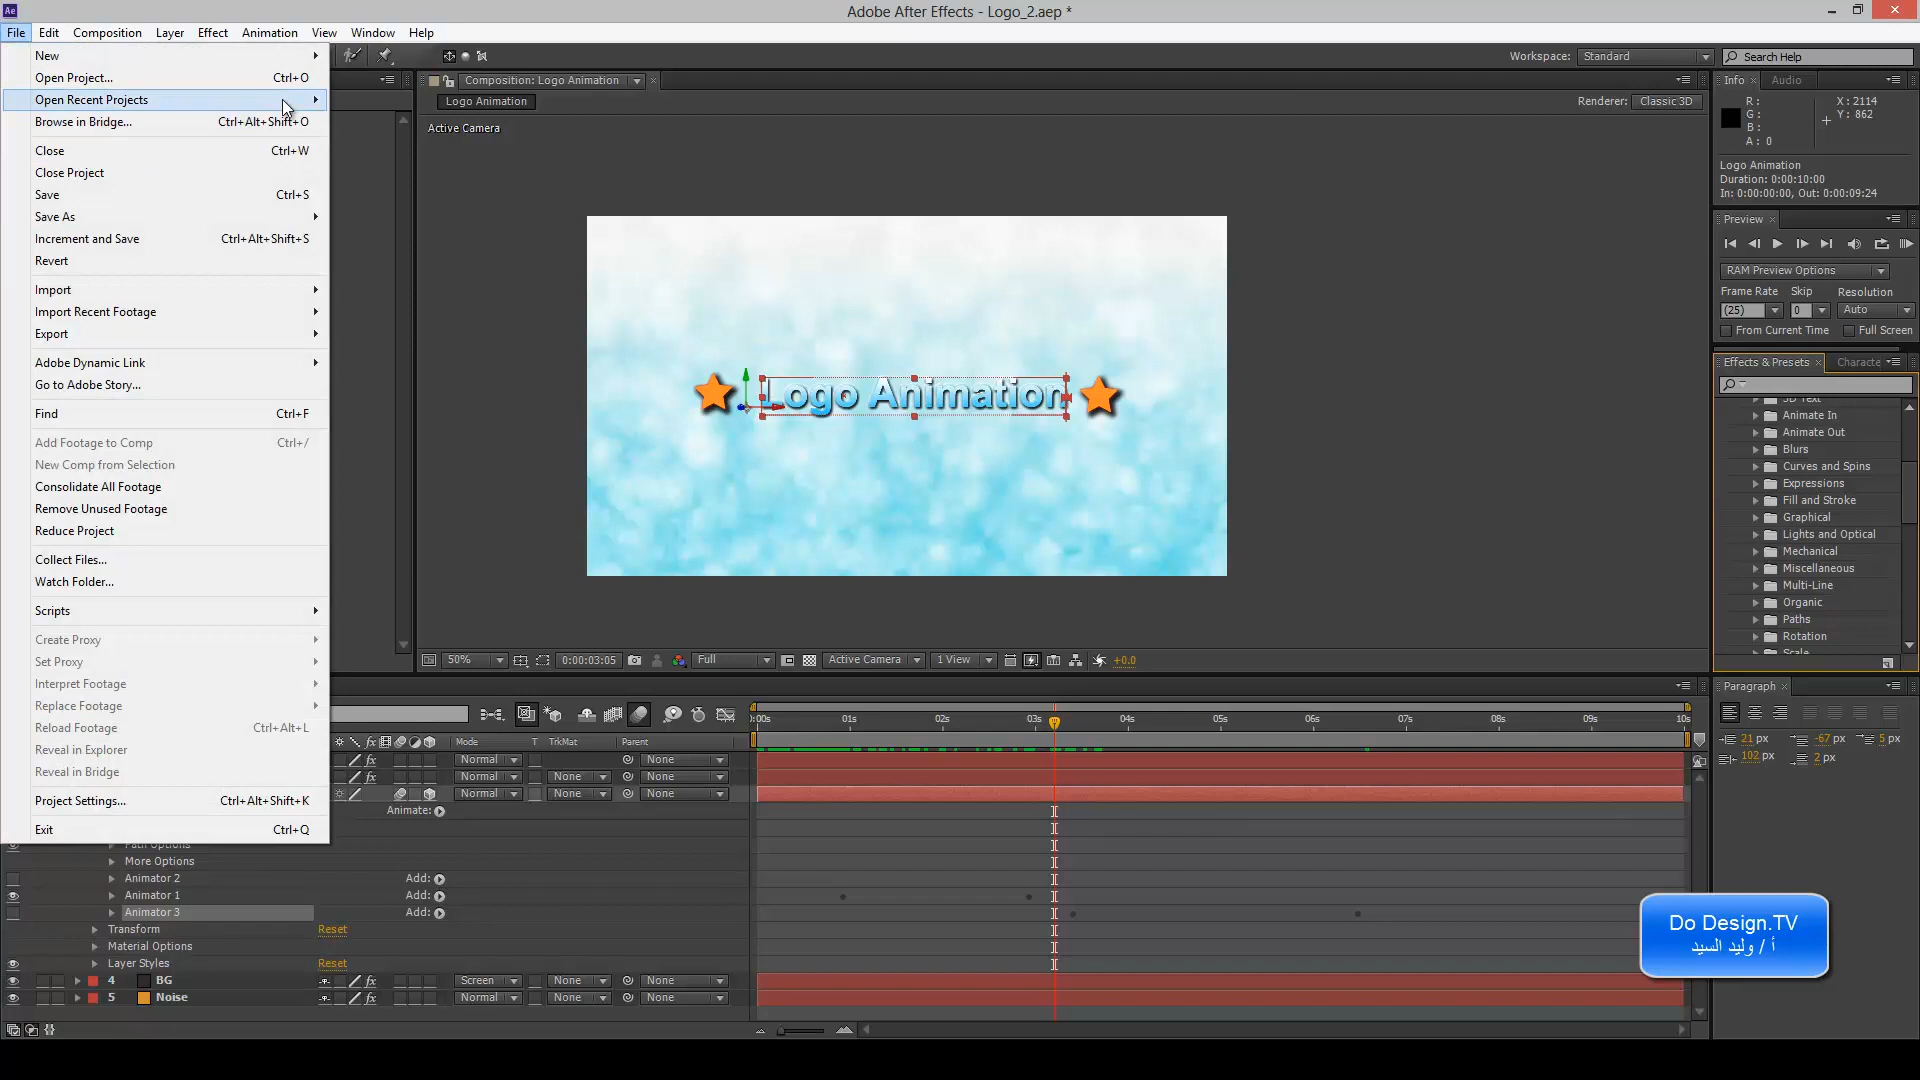 Adobe After Effects - Logo_2.aep *
File Edit Composition Layer Effect Animation View Window Help
New
Open Project... Ctrl+O
Open Recent Projects
Browse in Bridge... Ctrl+Alt+Shift+O
Close Ctrl+W
Close Project
Save Ctrl+S
Save As
Increment and Save Ctrl+Alt+Shift+S
Revert
Import
Import Recent Footage
Export
Adobe Dynamic Link
Go to Adobe Story...
Find Ctrl+F
Add Footage to Comp Ctrl+/
New Comp from Selection
Consolidate All Footage
Remove Unused Footage
Reduce Project
Collect Files...
Watch Folder...
Scripts
Create Proxy
Set Proxy
Interpret Footage
Replace Footage
Reload Footage Ctrl+Alt+L
Reveal in Explorer
Reveal in Bridge
Project Settings... Ctrl+Alt+Shift+K
Exit Ctrl+Q
Workspace: Standard Search Help
Composition: Logo Animation
Logo Animation
Renderer: Classic 3D
Active Camera
Logo Animation
50% 0:00:03:05 Full Active Camera 1 View +0.0
Info Audio
R: X: 2114
G: Y: 862
B:
A: 0
Logo Animation
Duration: 0:00:10:00
In: 0:00:00:00, Out: 0:00:09:24
Preview
RAM Preview Options
Frame Rate Skip Resolution
(25) 0 Auto
From Current Time Full Screen
Effects & Presets Characte
3D Text
Animate In
Animate Out
Blurs
Curves and Spins
Expressions
Fill and Stroke
Graphical
Lights and Optical
Mechanical
Miscellaneous
Multi-Line
Organic
Paths
Rotation
Scale
Paragraph
21 px -67 px 5 px
102 px 2 px
:00s 01s 02s 03s 04s 05s 06s 07s 08s 09s 10s
Mode T TrkMat Parent
Normal None
Normal None None
Normal None None
Animate:
Path Options
More Options
Animator 2 Add:
Animator 1 Add:
Animator 3 Add:
Transform Reset
Material Options
Layer Styles Reset
4 BG Screen None None
5 Noise Normal None None
Do Design.TV
أ / وليد السيد